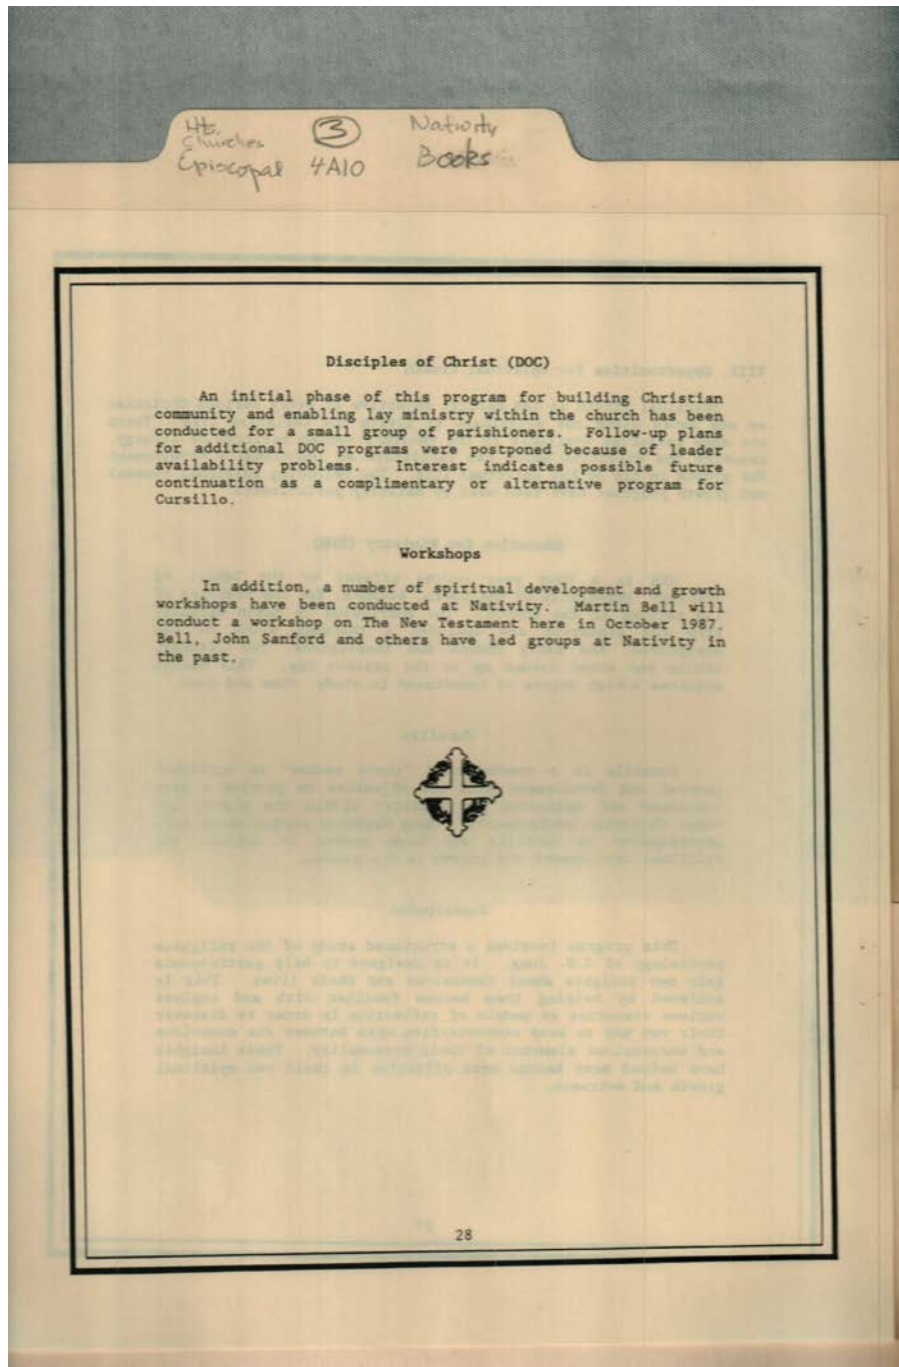 Ht.
Churches
Episcopal
3
4A10
Nativity
Books
Disciples of Christ (DOC)
An initial phase of this program for building Christian
community and enabling lay ministry within the church has been
conducted for a small group of parishioners. Follow-up plans
for additional DOC programs were postponed because of leader
availability problems. Interest indicates possible future
continuation as a complimentary or alternative program for
Cursillo.
Workshops
In addition, a number of spiritual development and growth
workshops have been conducted at Nativity. Martin Bell will
conduct a workshop on The New Testament here in October 1987.
Bell, John Sanford and others have led groups at Nativity in
the past.
28